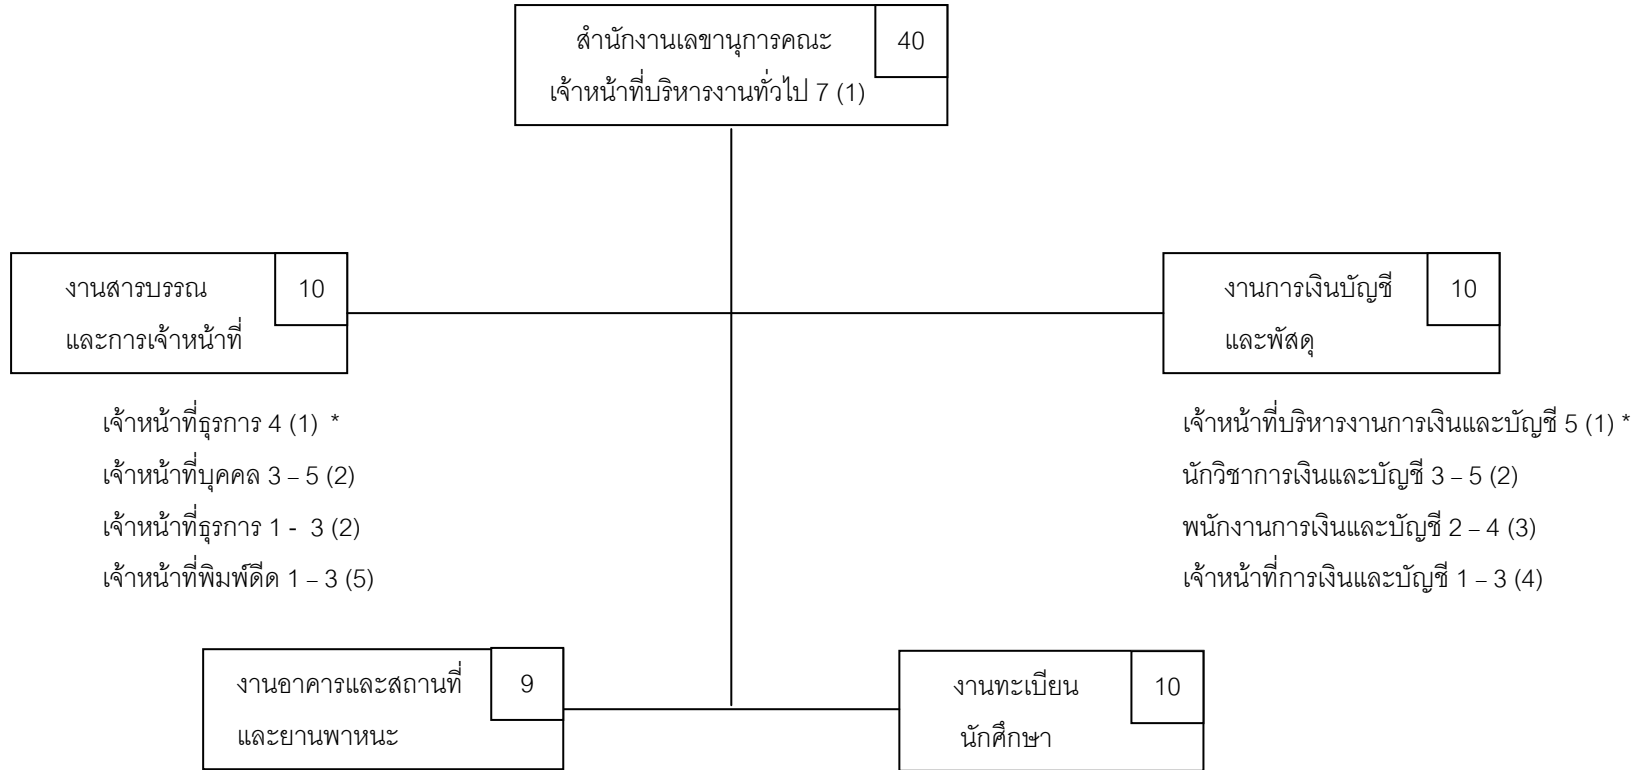 สำนักงานเลขานุการคณะ
40
เจ้าหน้าที่บริหารงานทั่วไป 7 (1)
งานสารบรรณ
10
และการเจ้าหน้าที่
งานการเงินบัญชี
10
และพัสดุ
เจ้าหน้าที่ธุรการ 4 (1) *
เจ้าหน้าที่บุคคล 3 – 5 (2)
เจ้าหน้าที่ธุรการ 1 - 3 (2)
เจ้าหน้าที่พิมพ์ดีด 1 – 3 (5)
เจ้าหน้าที่บริหารงานการเงินและบัญชี 5 (1) *
นักวิชาการเงินและบัญชี 3 – 5 (2)
พนักงานการเงินและบัญชี 2 – 4 (3)
เจ้าหน้าที่การเงินและบัญชี 1 – 3 (4)
งานอาคารและสถานที่
9
และยานพาหนะ
งานทะเบียน
10
นักศึกษา